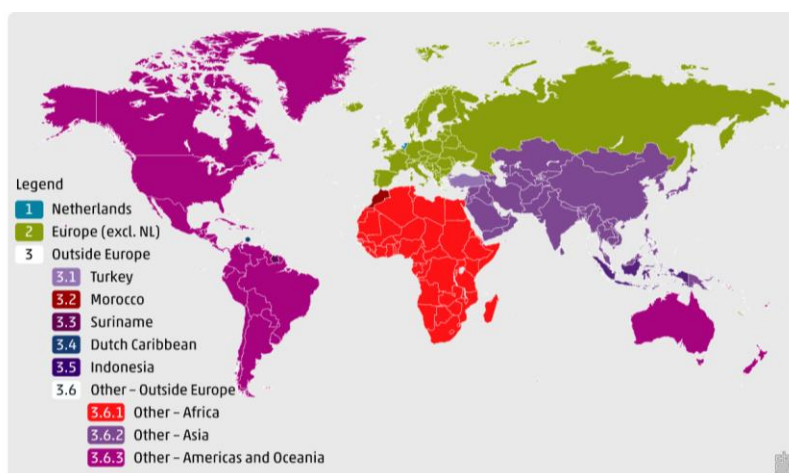 Legend
1 Netherlands
2 Europe (excl. NL)
3 Outside Europe
3.1 Turkey
3.2 Morocco
3.3 Suriname
3.4 Dutch Caribbean
3.5 Indonesia
3.6 Other – Outside Europe
3.6.1 Other – Africa
3.6.2 Other – Asia
3.6.3 Other – Americas and Oceania